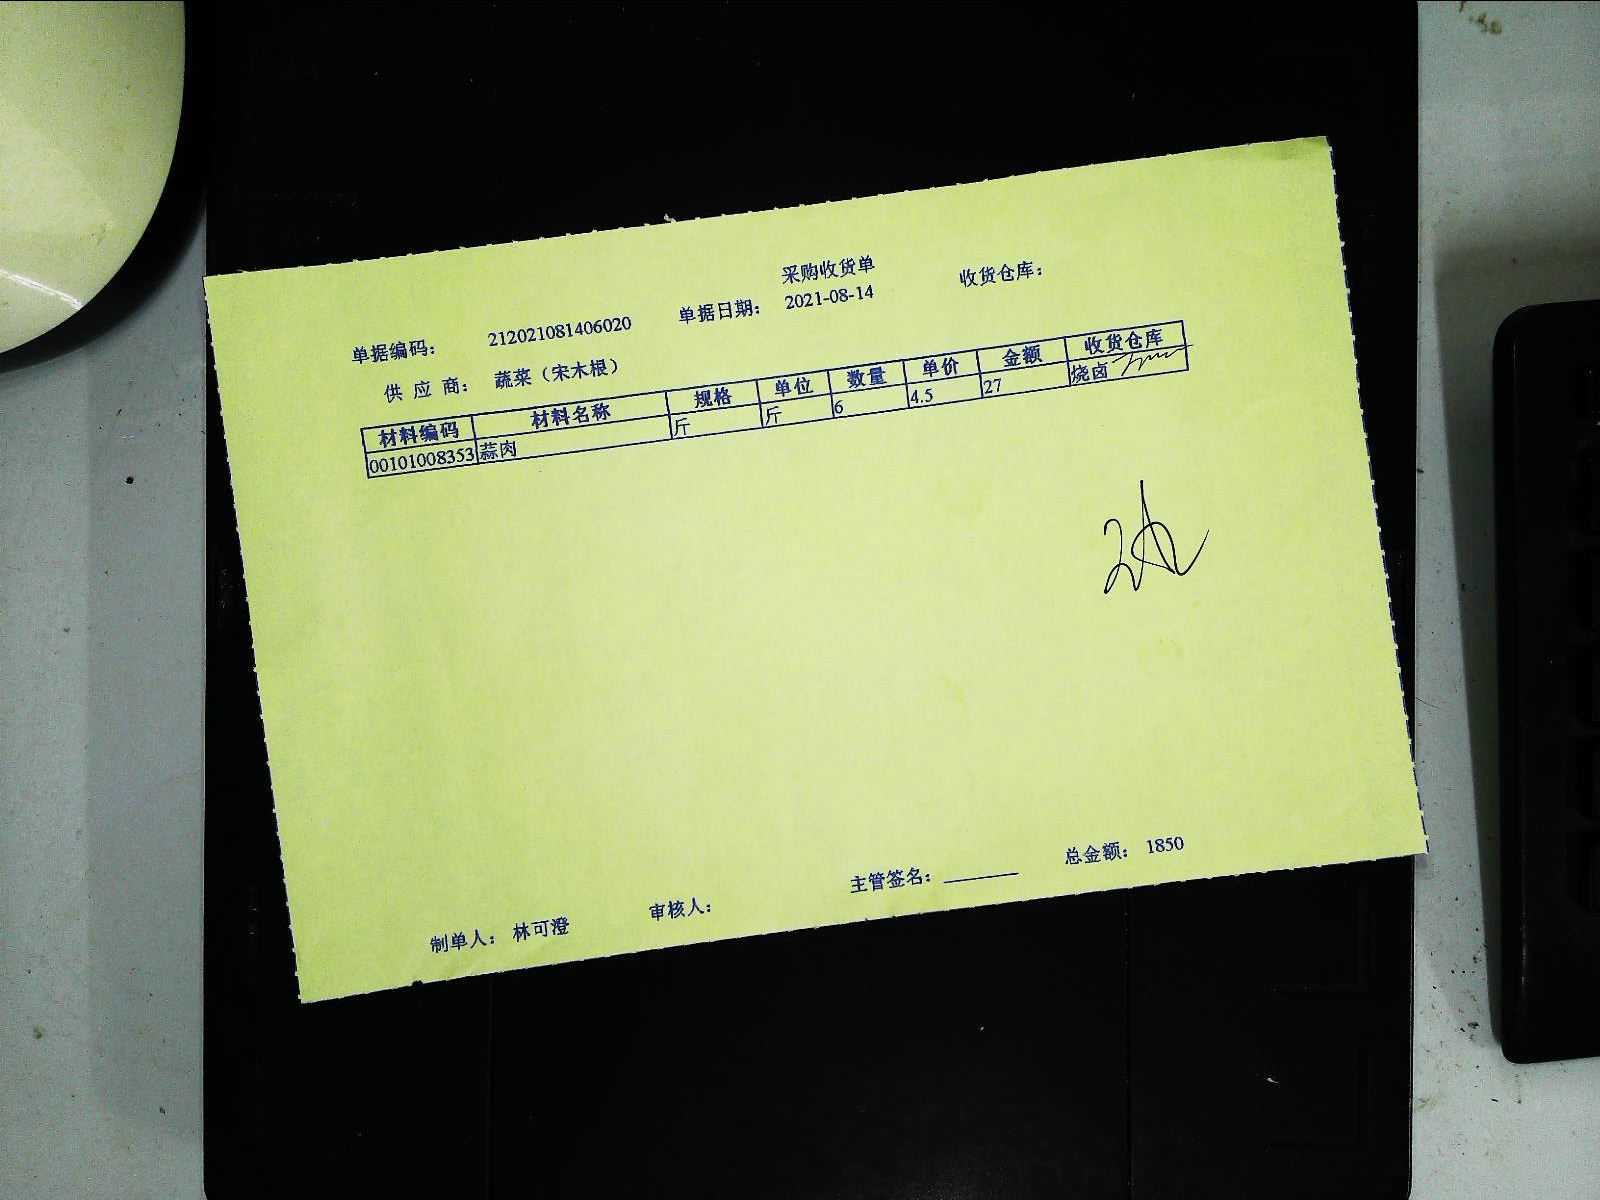 采购收货单
单据编码: 212021081406020 单据日期: 2021-08-14 收货仓库:
供 应 商: 蔬菜（宋木根）
材料编码 材料名称 规格 单位 数量 单价 金额 收货仓库
00101008353 蒜肉 斤 斤 6 4.5 27 烧卤
制单人: 林可澄 审核人: 主管签名: ______ 总金额: 1850